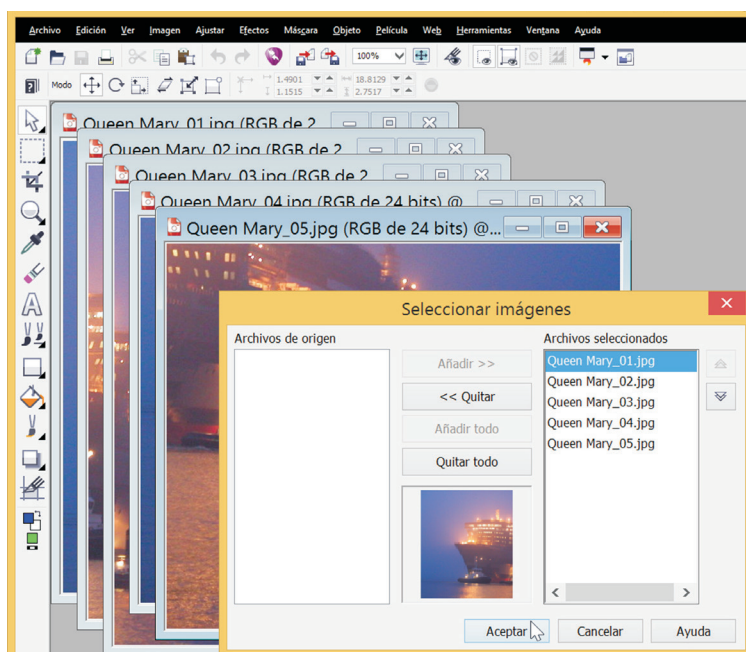 Archivo Edición Ver Imagen Ajustar Efectos Máscara Objeto Película Web Herramientas Ventana Ayuda
100%
Modo 1.4901 18.8129
1.1515 2.7517
Queen Mary_01.jpg (RGB de 2
Queen Mary_02.jpg (RGB de 2
Queen Mary_03.jpg (RGB de 2
Queen Mary_04.jpg (RGB de 24 bits) @
Queen Mary_05.jpg (RGB de 24 bits) @...
Seleccionar imágenes
Archivos de origen
Archivos seleccionados
Añadir >>
<< Quitar
Añadir todo
Quitar todo
Queen Mary_01.jpg
Queen Mary_02.jpg
Queen Mary_03.jpg
Queen Mary_04.jpg
Queen Mary_05.jpg
Aceptar Cancelar Ayuda